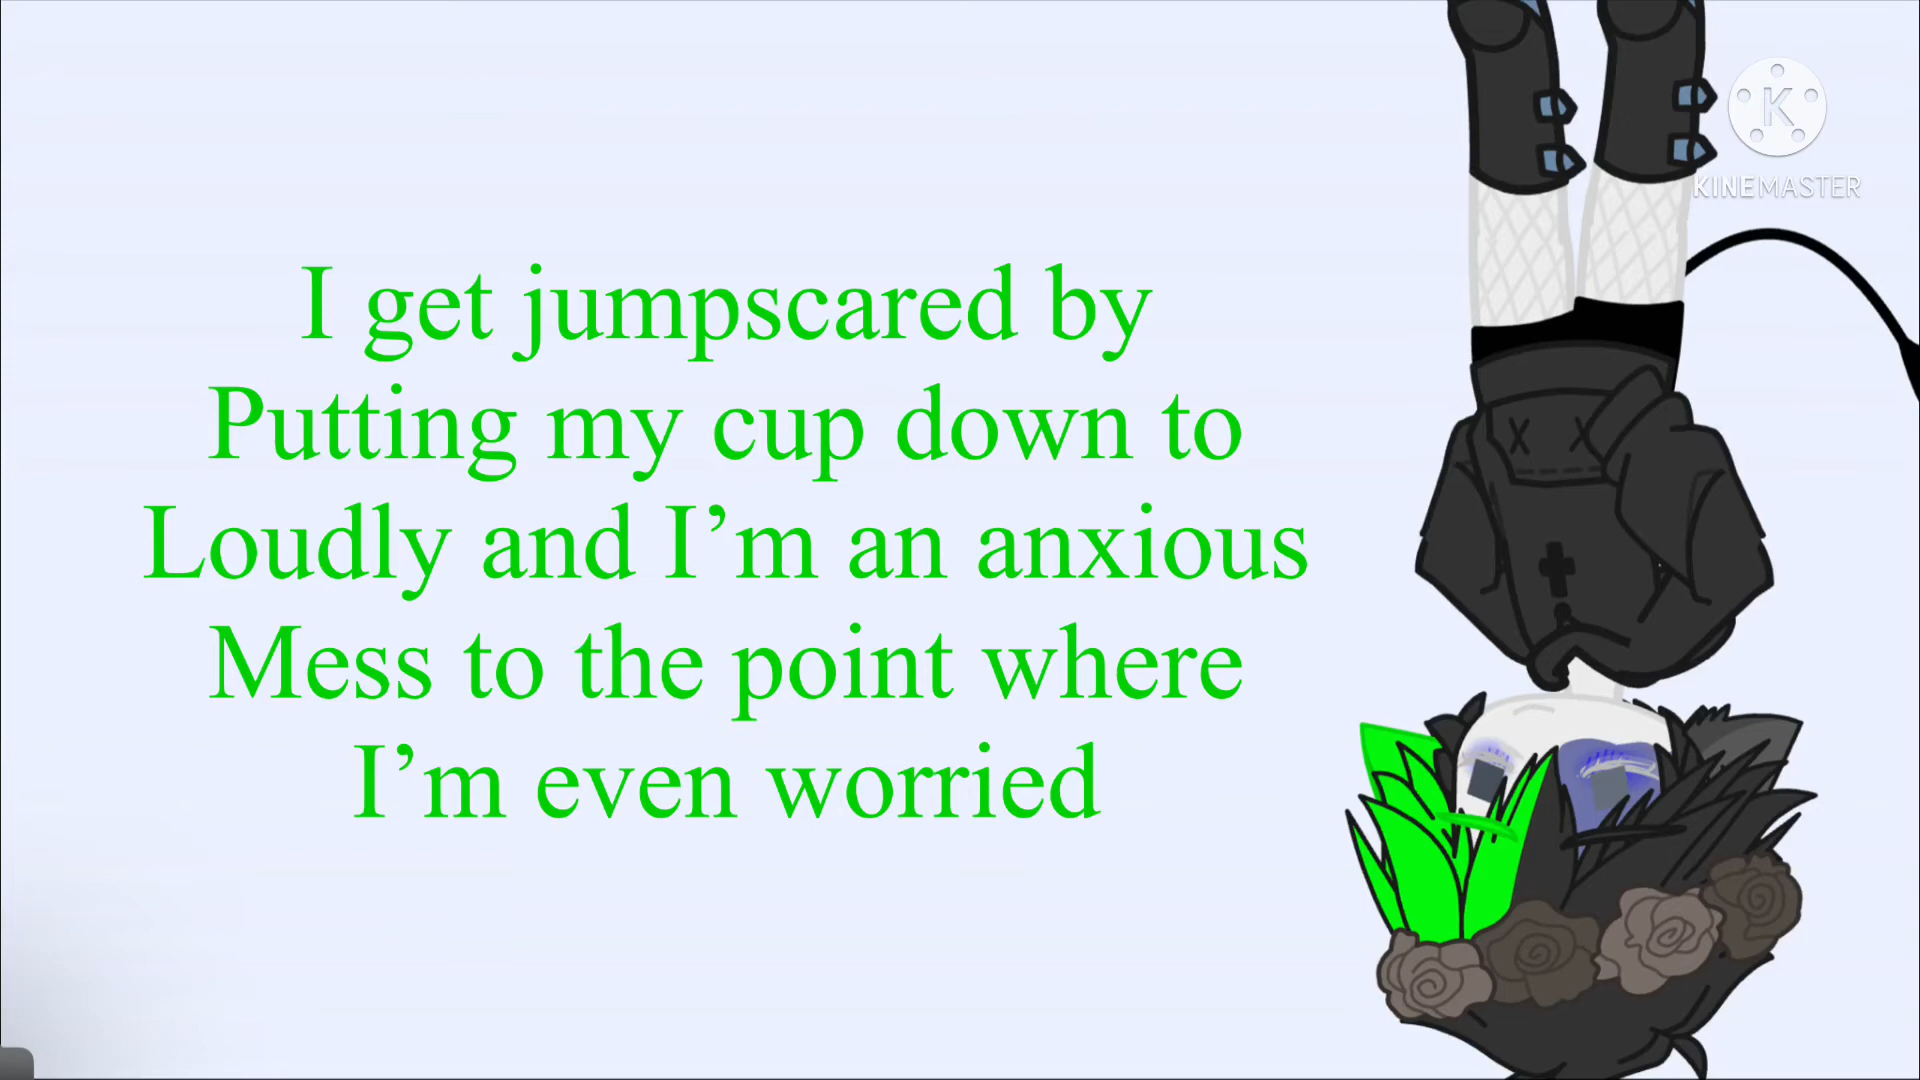 I get jumpscared by
Putting my cup down to
Loudly and I’m an anxious
Mess to the point where
I’m even worried
K
KINEMASTER